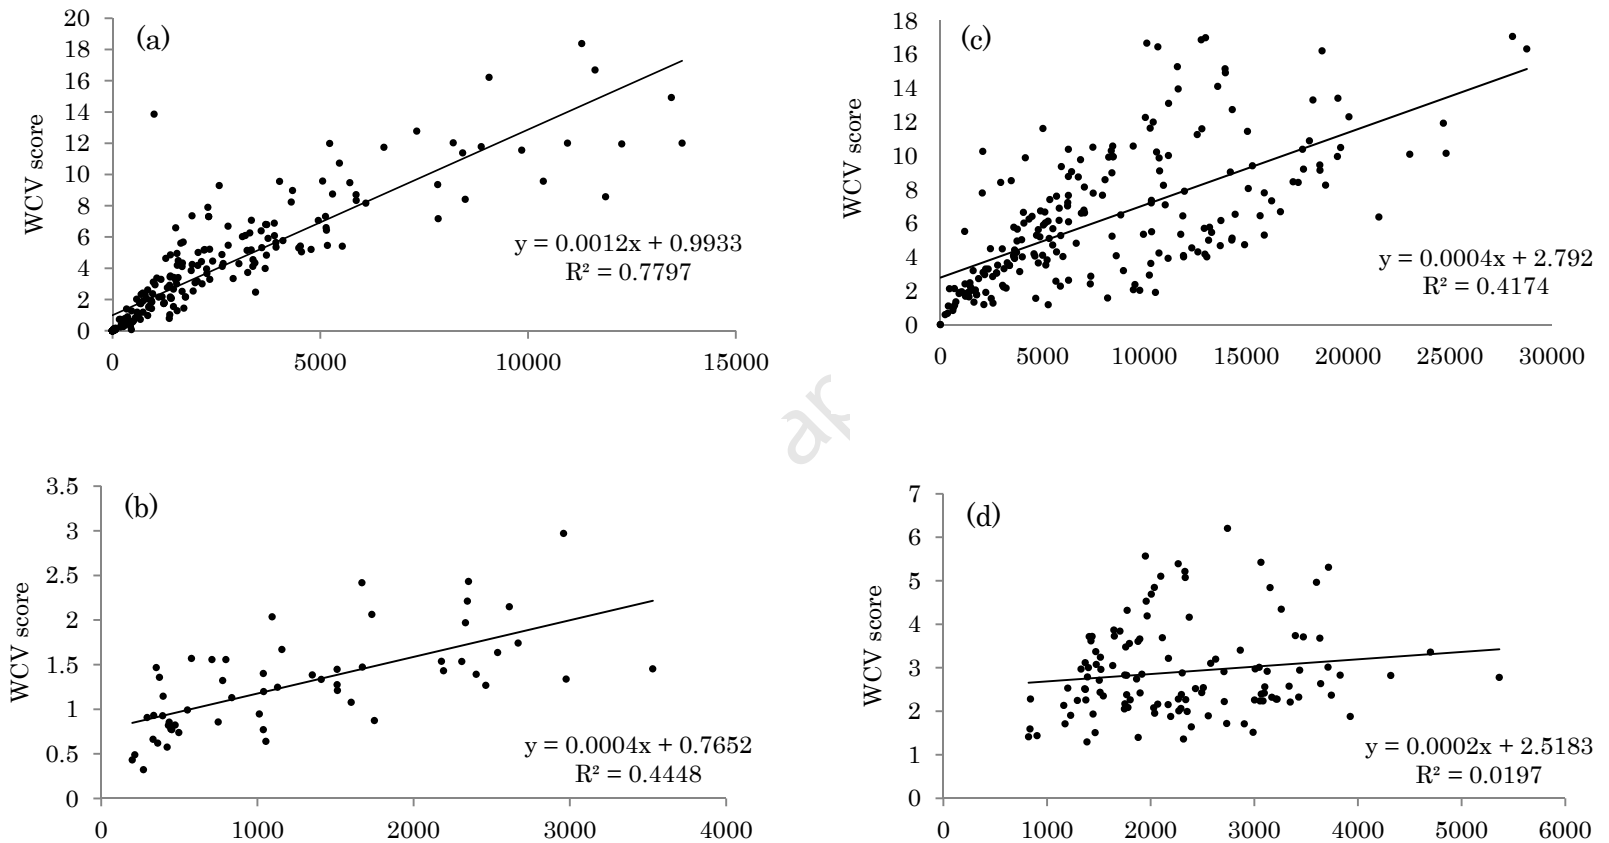 (a)
WCV score
20
18
16
14
12
10
8
6
4
2
0
0 5000 10000 15000
y = 0.0012x + 0.9933
R² = 0.7797
(c)
WCV score
18
16
14
12
10
8
6
4
2
0
0 5000 10000 15000 20000 25000 30000
y = 0.0004x + 2.792
R² = 0.4174
ap
(b)
WCV score
3.5
3
2.5
2
1.5
1
0.5
0
0 1000 2000 3000 4000
y = 0.0004x + 0.7652
R² = 0.4448
(d)
WCV score
7
6
5
4
3
2
1
0
0 1000 2000 3000 4000 5000 6000
y = 0.0002x + 2.5183
R² = 0.0197